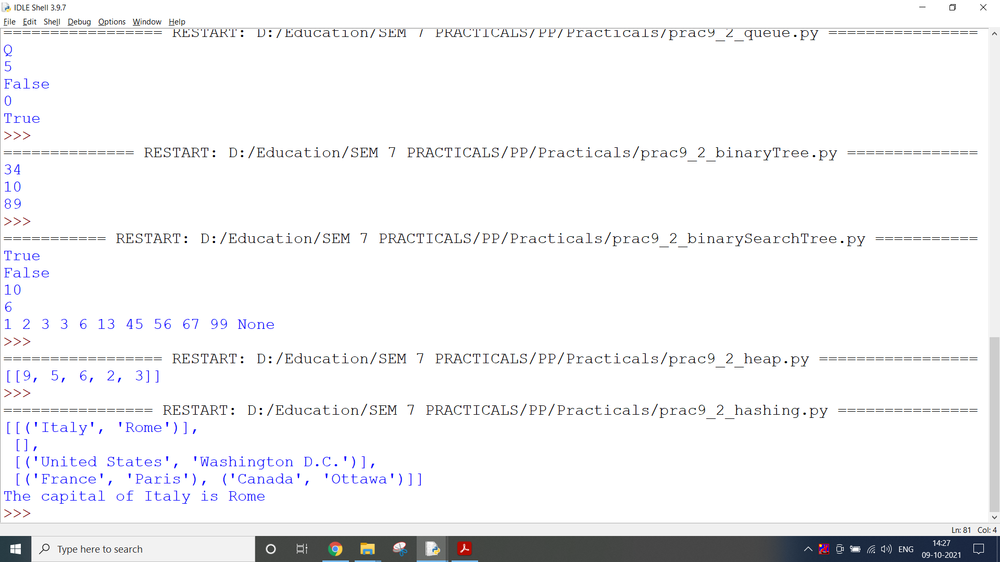 IDLE Shell 3.9.7
File Edit Shell Debug Options Window Help
================= RESTART: D:/Education/SEM 7 PRACTICALS/PP/Practicals/prac9_2_queue.py ================
Q
5
False
0
True
>>>
============== RESTART: D:/Education/SEM 7 PRACTICALS/PP/Practicals/prac9_2_binaryTree.py ==============
34
10
89
>>>
=========== RESTART: D:/Education/SEM 7 PRACTICALS/PP/Practicals/prac9_2_binarySearchTree.py ===========
True
False
10
6
1 2 3 3 6 13 45 56 67 99 None
>>>
================= RESTART: D:/Education/SEM 7 PRACTICALS/PP/Practicals/prac9_2_heap.py =================
[[9, 5, 6, 2, 3]]
>>>
================ RESTART: D:/Education/SEM 7 PRACTICALS/PP/Practicals/prac9_2_hashing.py ===============
[[('Italy', 'Rome')],
 [],
 [('United States', 'Washington D.C.')],
 [('France', 'Paris'), ('Canada', 'Ottawa')]]
The capital of Italy is Rome
>>>
Ln: 81 Col: 4
Type here to search
ENG
14:27
09-10-2021